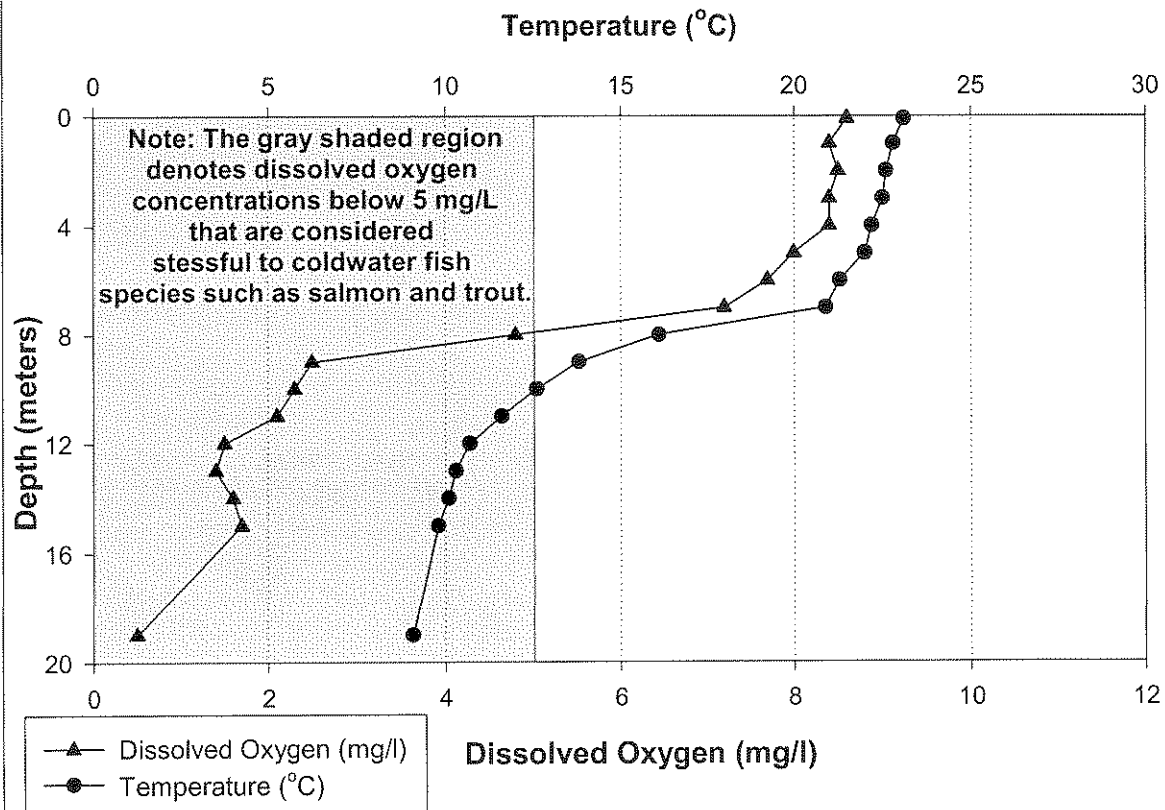 Temperature (°C)
0 5 10 15 20 25 30
Note: The gray shaded region
denotes dissolved oxygen
concentrations below 5 mg/L
that are considered
stessful to coldwater fish
species such as salmon and trout.
Depth (meters)
0
4
8
12
16
20
0 2 4 6 8 10 12
Dissolved Oxygen (mg/l)
Dissolved Oxygen (mg/l)
Temperature (°C)